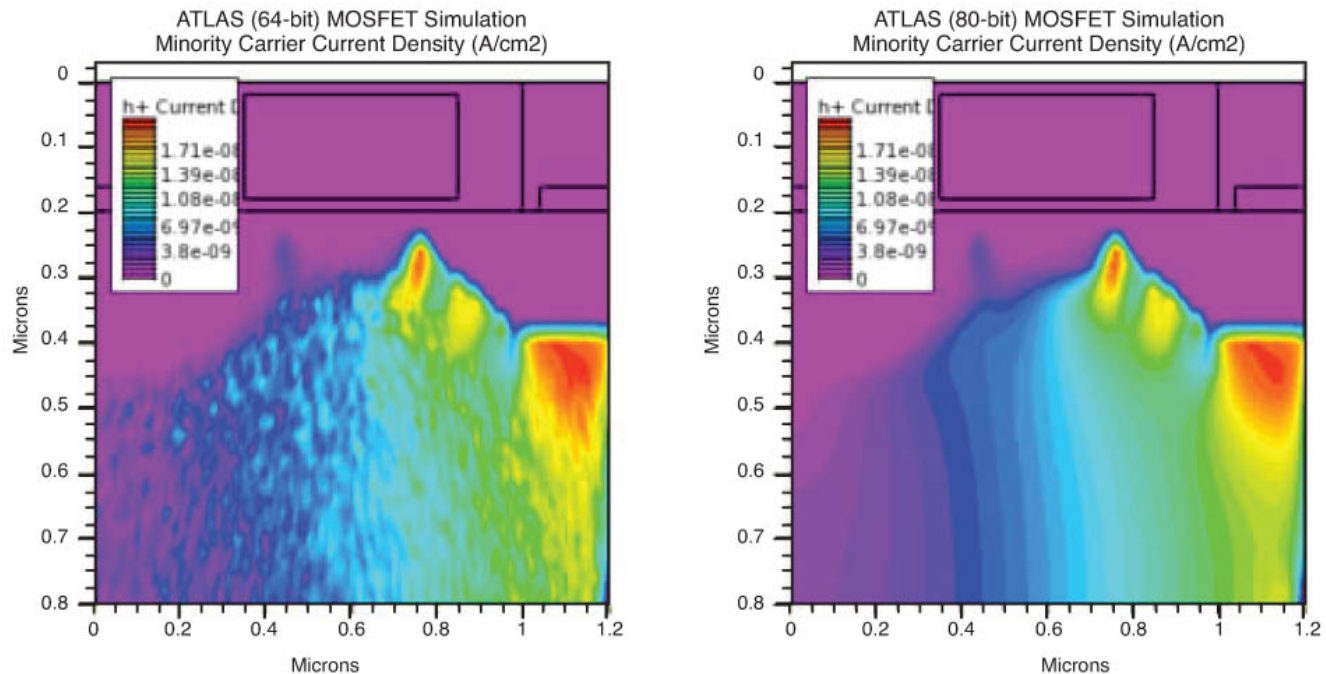 ATLAS (64-bit) MOSFET Simulation
Minority Carrier Current Density (A/cm2)
h+ Current D
1.71e-08
1.39e-08
1.08e-08
6.97e-09
3.8e-09
0
0
0.1
0.2
0.3
0.4
0.5
0.6
0.7
0.8
Microns
0 0.2 0.4 0.6 0.8 1 1.2
Microns
ATLAS (80-bit) MOSFET Simulation
Minority Carrier Current Density (A/cm2)
h+ Current D
1.71e-08
1.39e-08
1.08e-08
6.97e-09
3.8e-09
0
0
0.1
0.2
0.3
0.4
0.5
0.6
0.7
0.8
Microns
0 0.2 0.4 0.6 0.8 1 1.2
Microns